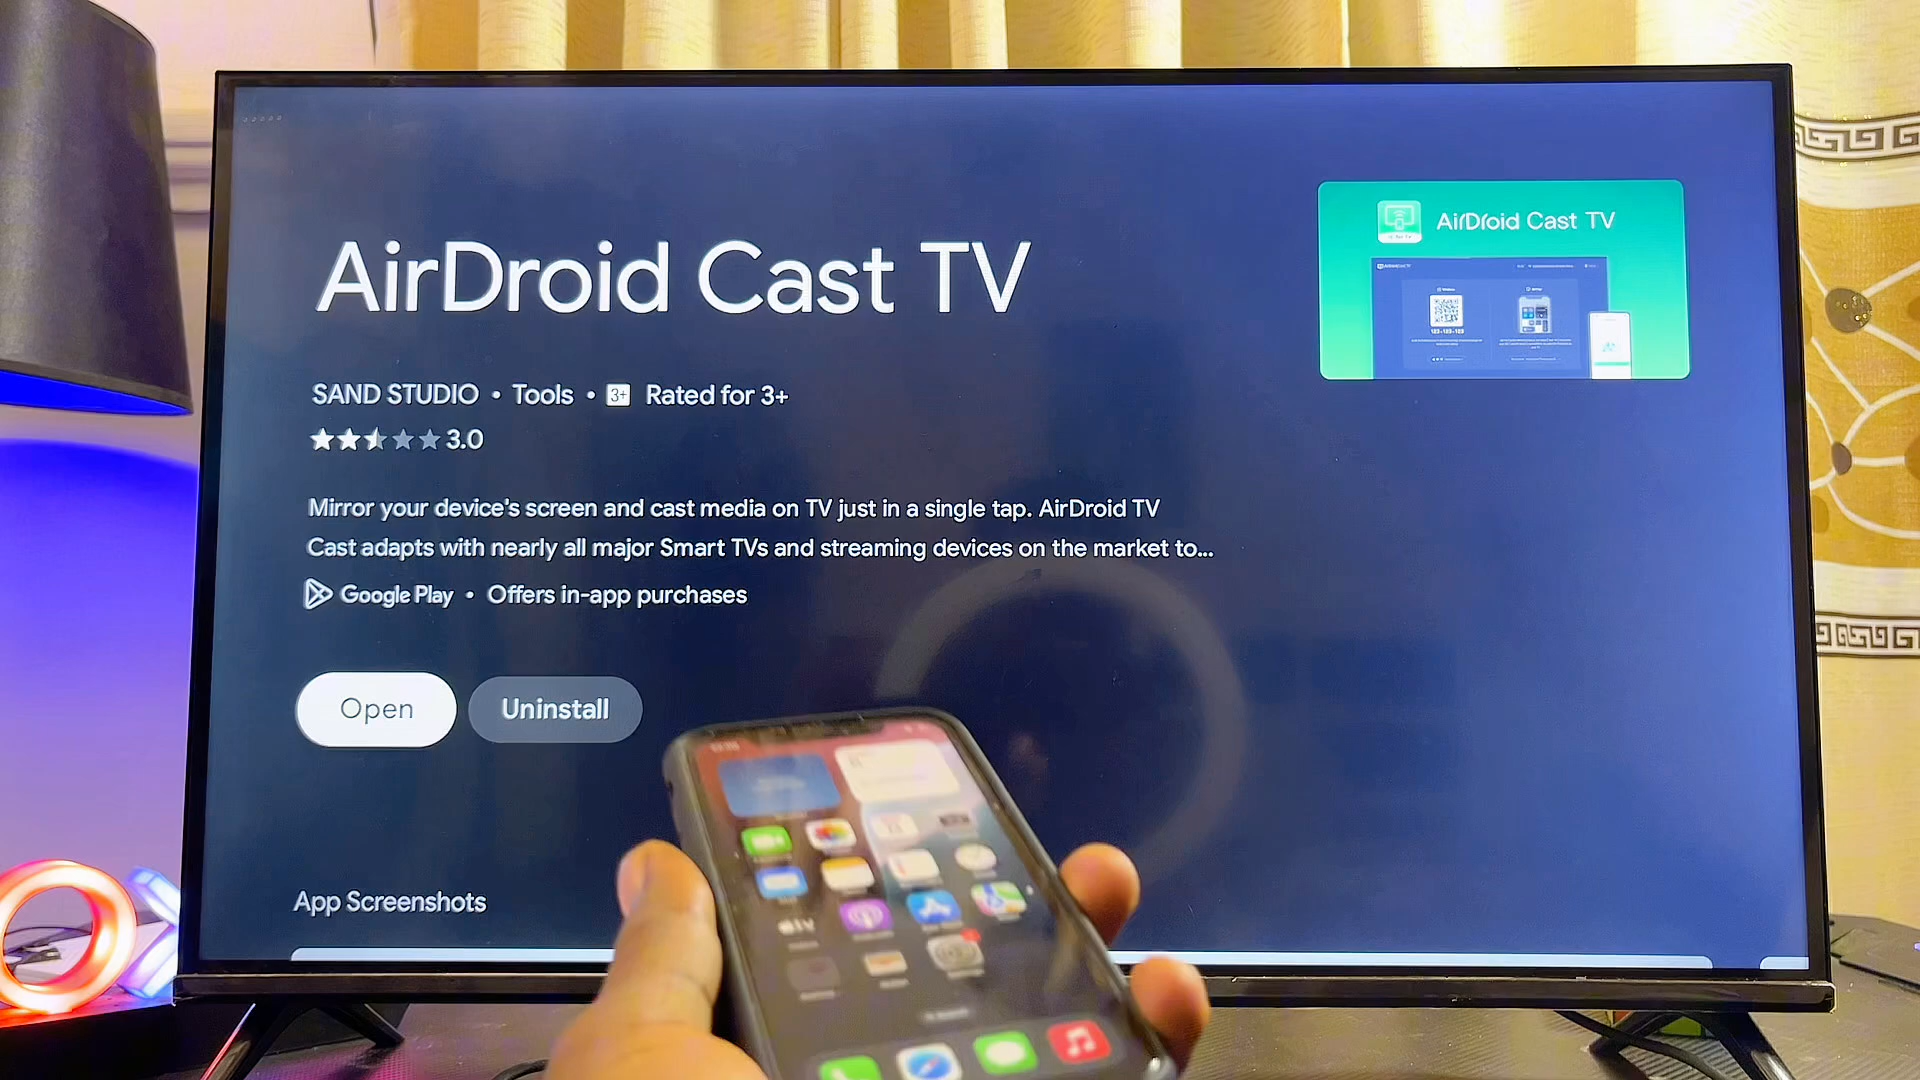 AirDroid Cast TV
AirDroid Cast TV
SAND STUDIO • Tools • 3+ Rated for 3+
3.0
Mirror your device's screen and cast media on TV just in a single tap. AirDroid TV
Cast adapts with nearly all major Smart TVs and streaming devices on the market to...
Google Play • Offers in-app purchases
Open
Uninstall
App Screenshots